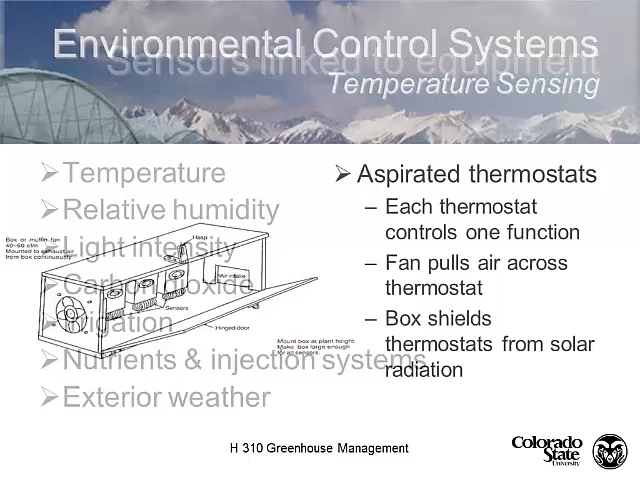 Environmental Control Systems
Sensors linked to equipment
Temperature Sensing
➢Temperature
➢Relative humidity
➢Light intensity
➢Carbon dioxide
➢Irrigation
➢Nutrients & injection systems
➢Exterior weather
Box or muffin fan
40-60 cfm
Mounted to exhaust air
from box continuously
Hasp
Air intake
Sensors
Hinged door
Mount box at plant height.
Make box large enough
for all sensors.
➢ Aspirated thermostats
– Each thermostat
controls one function
– Fan pulls air across
thermostat
– Box shields
thermostats from solar
radiation
H 310 Greenhouse Management
Colorado
State
University